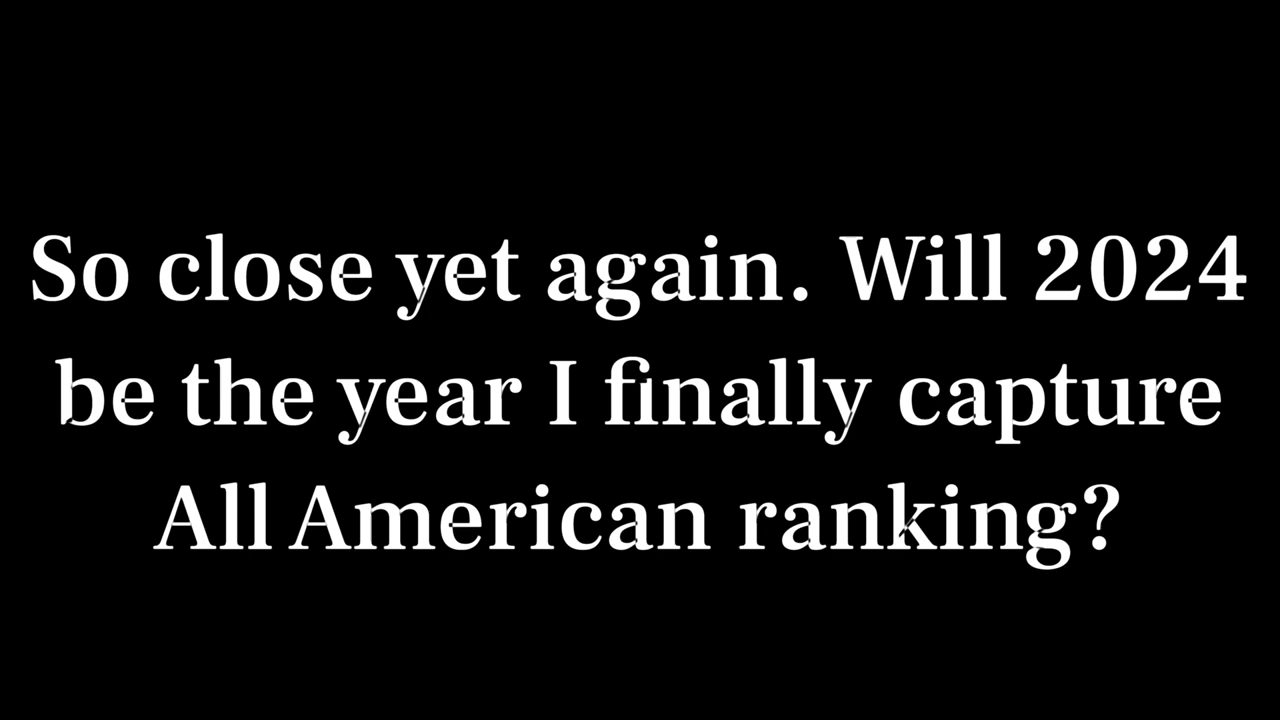 So close yet again. Will 2024
be the year I finally capture
All American ranking?